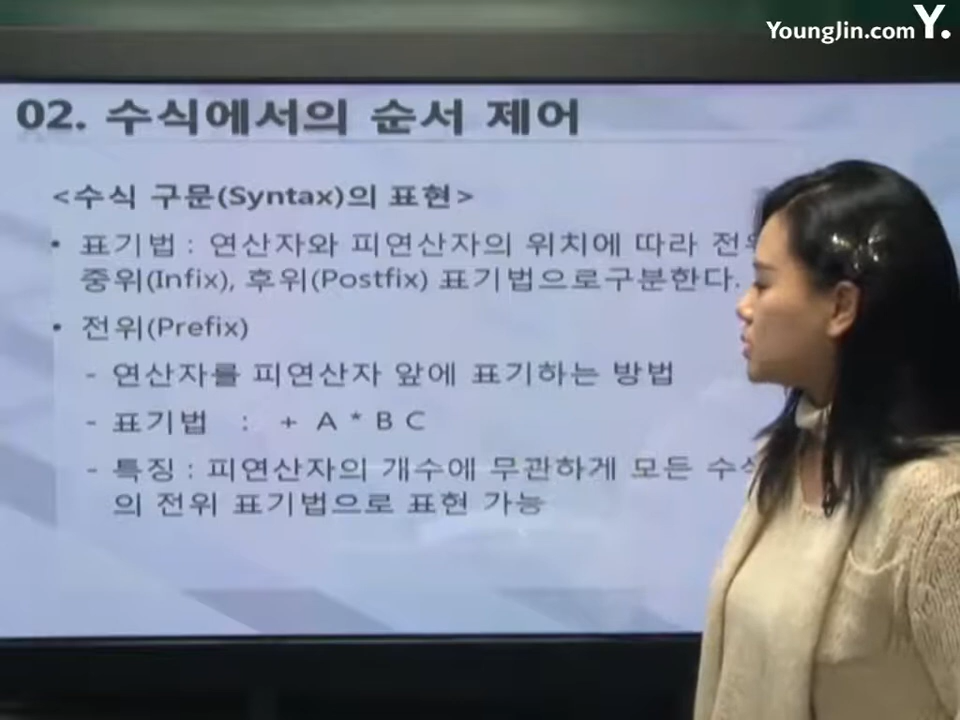 YoungJin.com Y.
02. 수식에서의 순서 제어
<수식 구문(Syntax)의 표현>
• 표기법 : 연산자와 피연산자의 위치에 따라
중위(Infix), 후위(Postfix) 표기법으로구분한다.
• 전위(Prefix)
- 연산자를 피연산자 앞에 표기하는 방법
- 표기법 : + A * B C
- 특징 : 피연산자의 개수에 무관하게 모든
의 전위 표기법으로 표현 가능